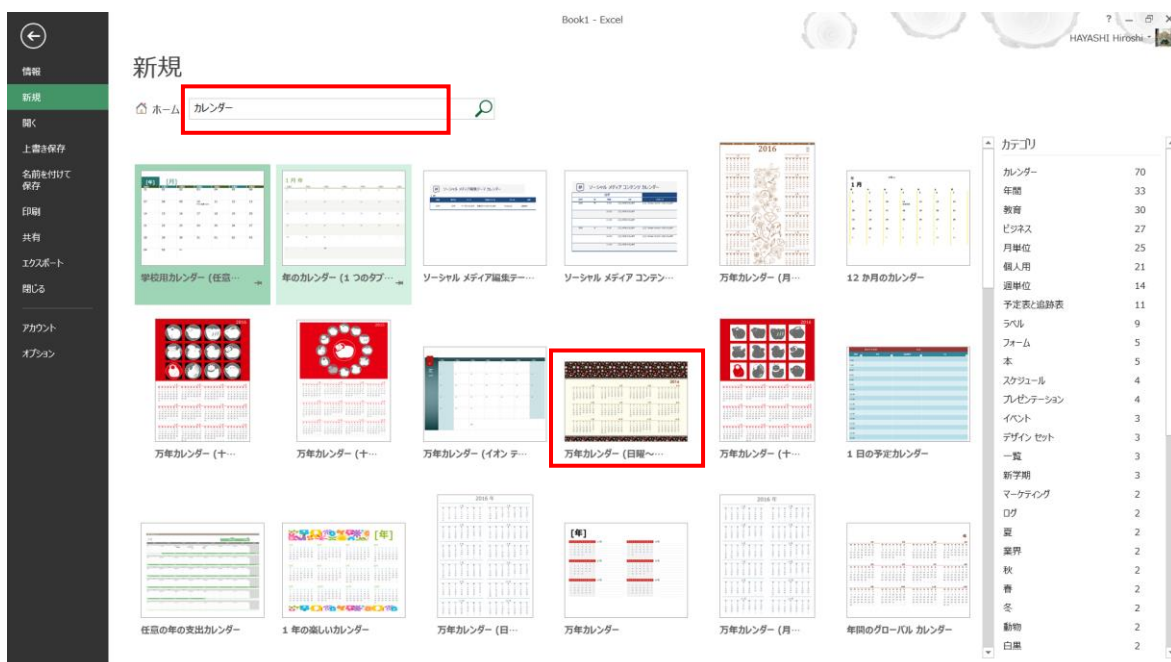 Book1 - Excel
?
HAYASHI Hiroshi
情報
新規
開く
上書き保存
名前を付けて
保存
印刷
共有
エクスポート
閉じる
アカウント
オプション
新規
ホーム
カレンダー
学校用カレンダー (任意…
年のカレンダー (1 つのタブ…
ソーシャル メディア編集テー…
ソーシャル メディア コンテン…
万年カレンダー (月…
12 か月のカレンダー
2016
[年] [月]
1月 年
1月
万年カレンダー (十…
万年カレンダー (十…
万年カレンダー (イオン テ…
万年カレンダー (日曜~…
万年カレンダー (十…
1 日の予定カレンダー
2016
2016
2016
2016
任意の年の支出カレンダー
1 年の楽しいカレンダー
万年カレンダー (日…
万年カレンダー
万年カレンダー (月…
年間のグローバル カレンダー
[年]
2016 年
[年]
2016 年
カテゴリ
カレンダー 70
年間 33
教育 30
ビジネス 27
月単位 25
個人用 21
週単位 14
予定表と追跡表 11
ラベル 9
フォーム 5
本 5
スケジュール 4
プレゼンテーション 4
イベント 3
デザイン セット 3
一覧 3
新学期 3
マーケティング 2
ログ 2
夏 2
業界 2
秋 2
春 2
冬 2
動物 2
白黒 2